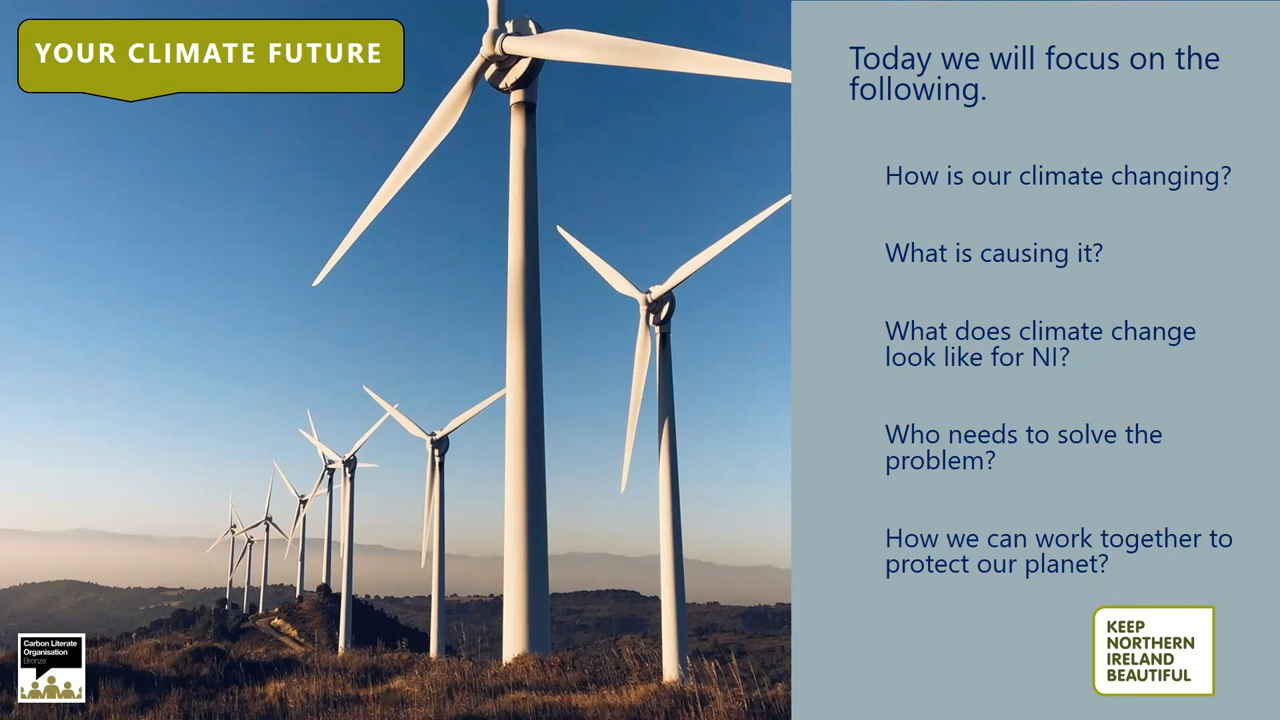 YOUR CLIMATE FUTURE
Today we will focus on the
following.
How is our climate changing?
What is causing it?
What does climate change
look like for NI?
Who needs to solve the
problem?
How we can work together to
protect our planet?
Carbon Literate
Organisation
Bronze
KEEP
NORTHERN
IRELAND
BEAUTIFUL